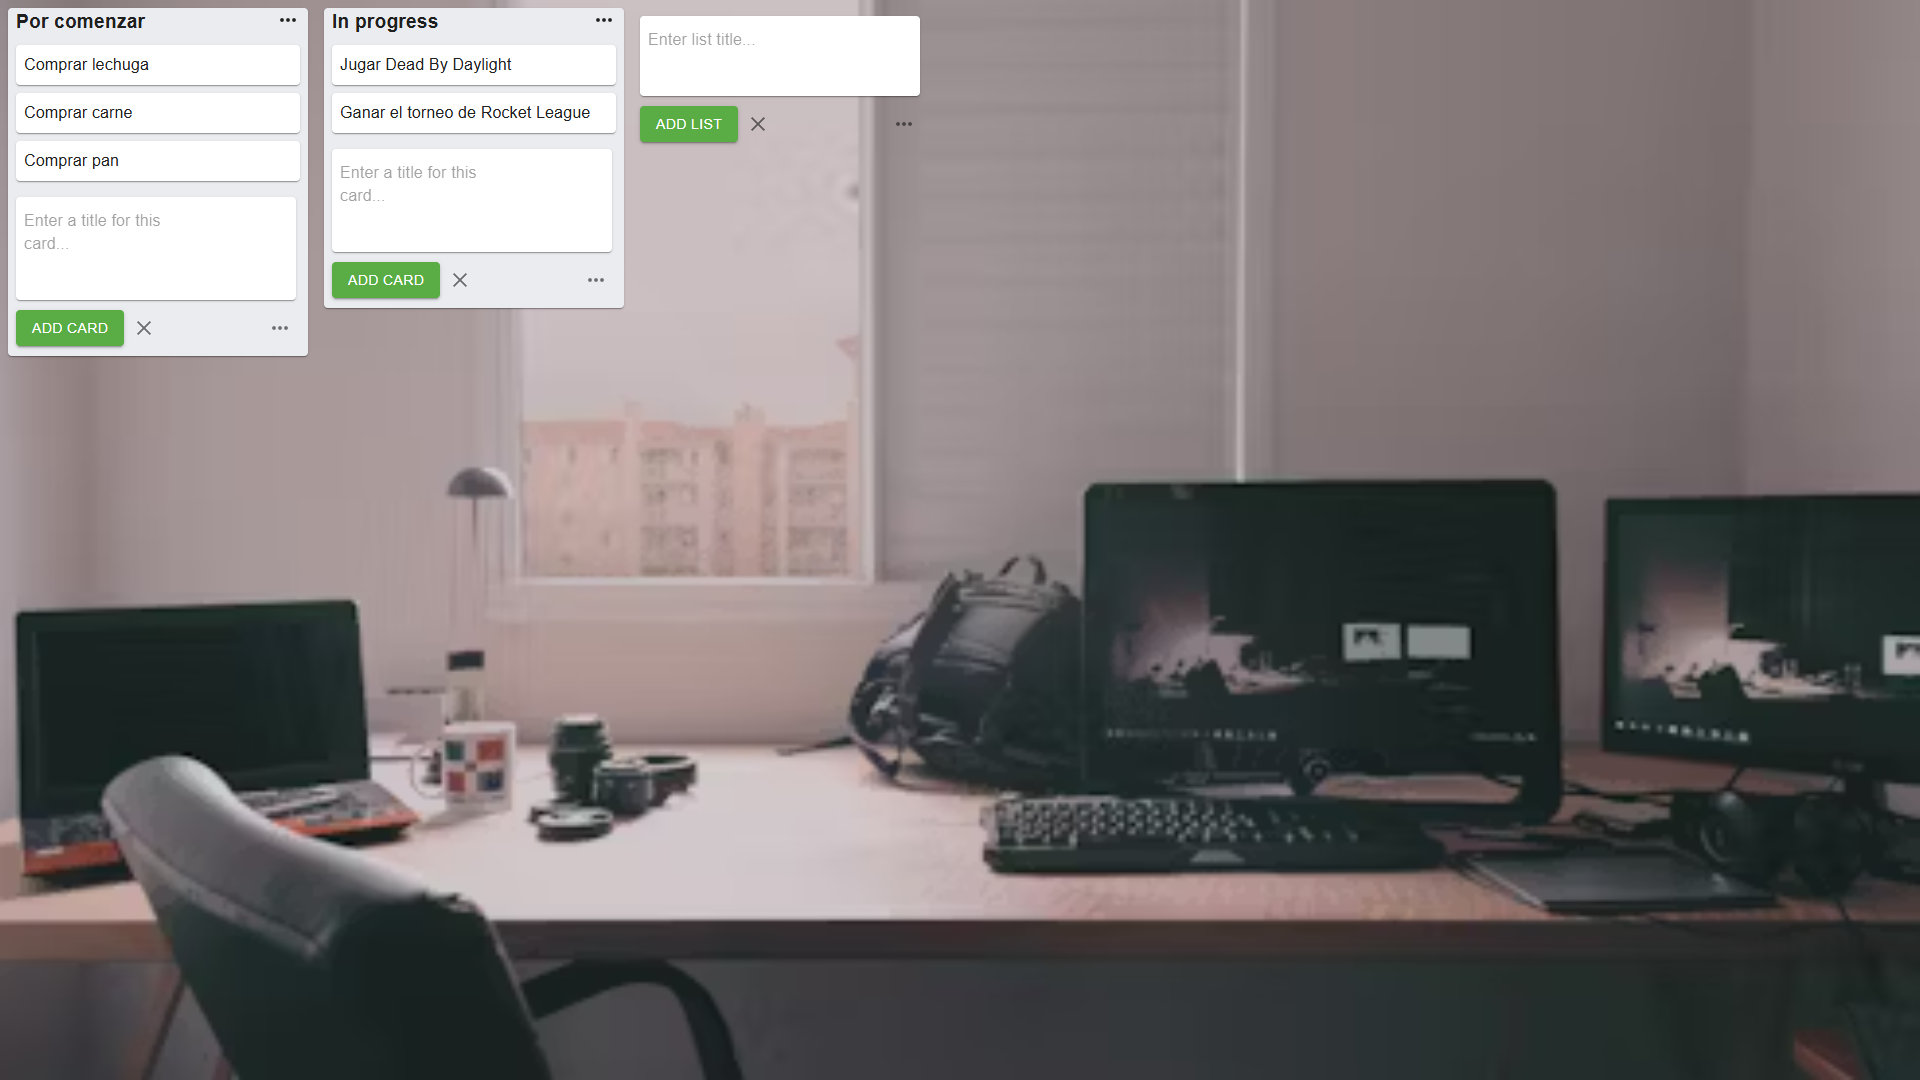 Por comenzar
Comprar lechuga
Comprar carne
Comprar pan
Enter a title for this
card...
ADD CARD
In progress
Jugar Dead By Daylight
Ganar el torneo de Rocket League
Enter a title for this
card...
ADD CARD
Enter list title...
ADD LIST